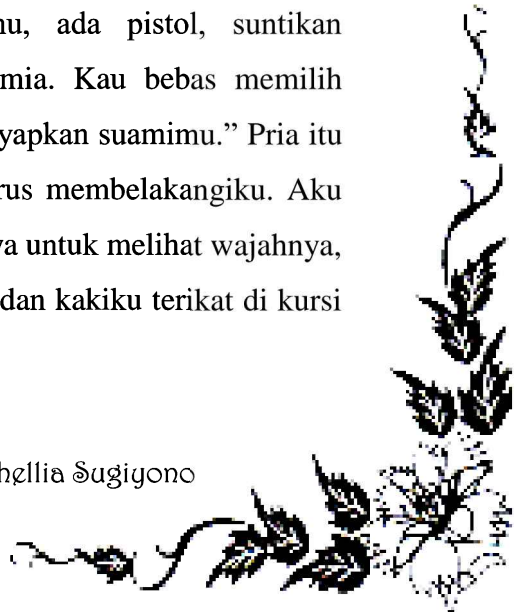 nu, ada pistol, suntikan
mia. Kau bebas memilih
yapkan suamimu.” Pria itu
rus membelakangiku. Aku
va untuk melihat wajahnya,
dan kakiku terikat di kursi
hellia Sugiyono